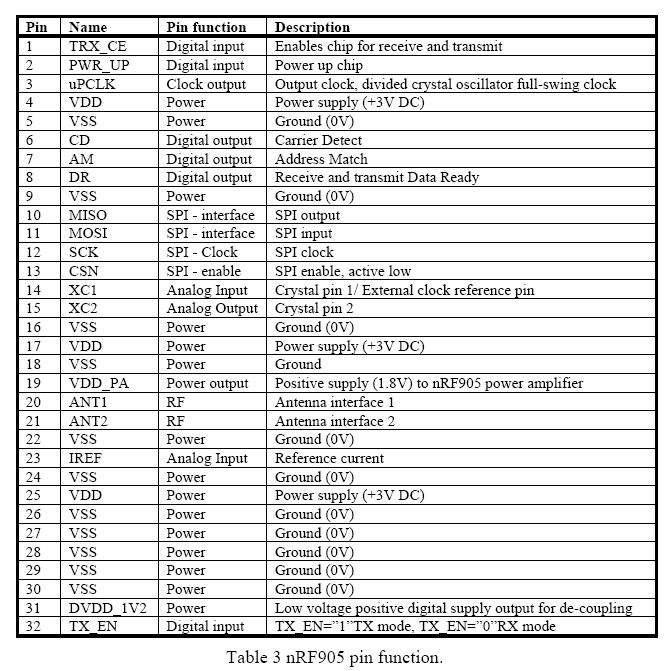 Pin Name Pin function Description
1 TRX_CE Digital input Enables chip for receive and transmit
2 PWR_UP Digital input Power up chip
3 uPCLK Clock output Output clock, divided crystal oscillator full-swing clock
4 VDD Power Power supply (+3V DC)
5 VSS Power Ground (0V)
6 CD Digital output Carrier Detect
7 AM Digital output Address Match
8 DR Digital output Receive and transmit Data Ready
9 VSS Power Ground (0V)
10 MISO SPI - interface SPI output
11 MOSI SPI - interface SPI input
12 SCK SPI - Clock SPI clock
13 CSN SPI - enable SPI enable, active low
14 XC1 Analog Input Crystal pin 1/ External clock reference pin
15 XC2 Analog Output Crystal pin 2
16 VSS Power Ground (0V)
17 VDD Power Power supply (+3V DC)
18 VSS Power Ground
19 VDD_PA Power output Positive supply (1.8V) to nRF905 power amplifier
20 ANT1 RF Antenna interface 1
21 ANT2 RF Antenna interface 2
22 VSS Power Ground (0V)
23 IREF Analog Input Reference current
24 VSS Power Ground (0V)
25 VDD Power Power supply (+3V DC)
26 VSS Power Ground (0V)
27 VSS Power Ground (0V)
28 VSS Power Ground (0V)
29 VSS Power Ground (0V)
30 VSS Power Ground (0V)
31 DVDD_1V2 Power Low voltage positive digital supply output for de-coupling
32 TX_EN Digital input TX_EN=”1”TX mode, TX_EN=”0”RX mode
Table 3 nRF905 pin function.